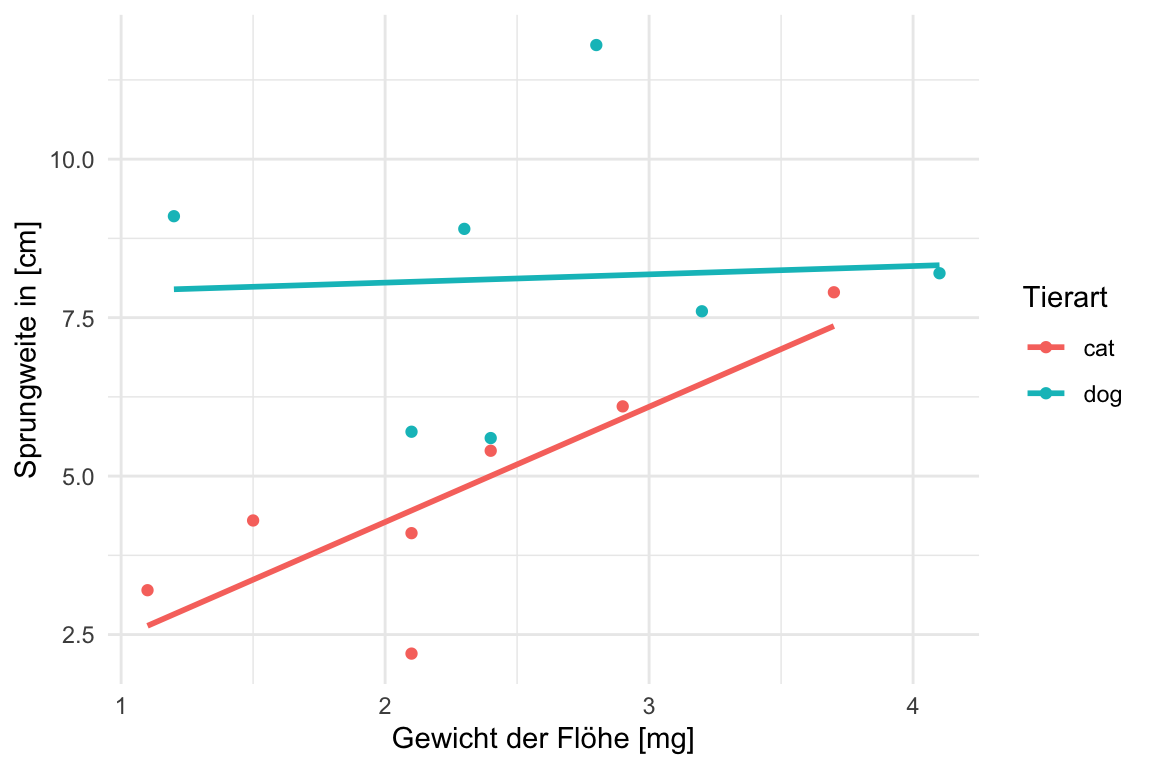 10.0
7.5
5.0
2.5
Sprungweite in [cm]
1 2 3 4
Gewicht der Flöhe [mg]
Tierart
cat
dog